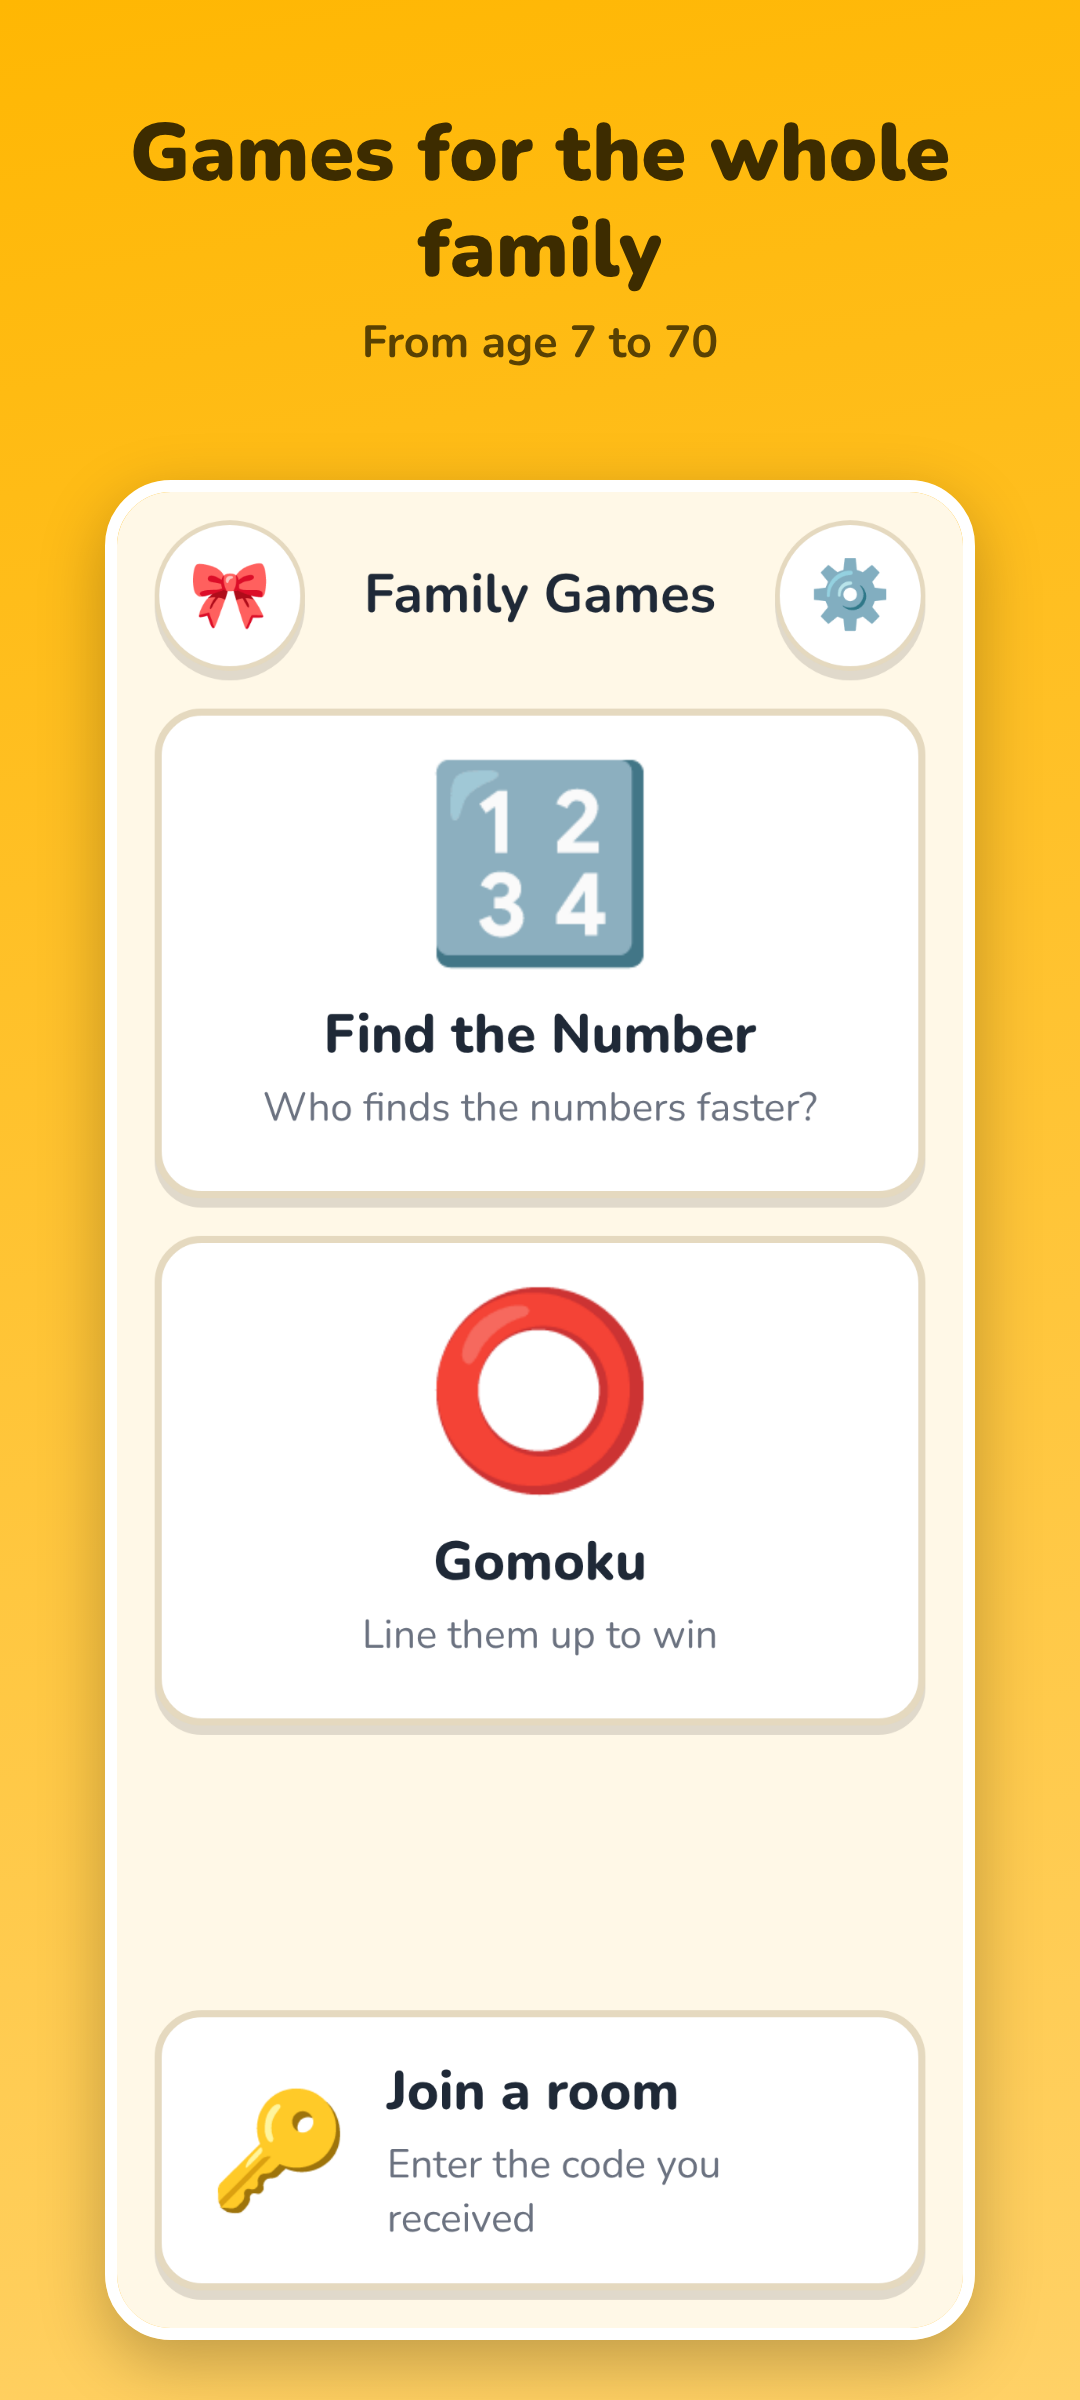 Games for the whole
family
From age 7 to 70
Family Games
1 2
3 4
Find the Number
Who finds the numbers faster?
Gomoku
Line them up to win
Join a room
Enter the code you
received